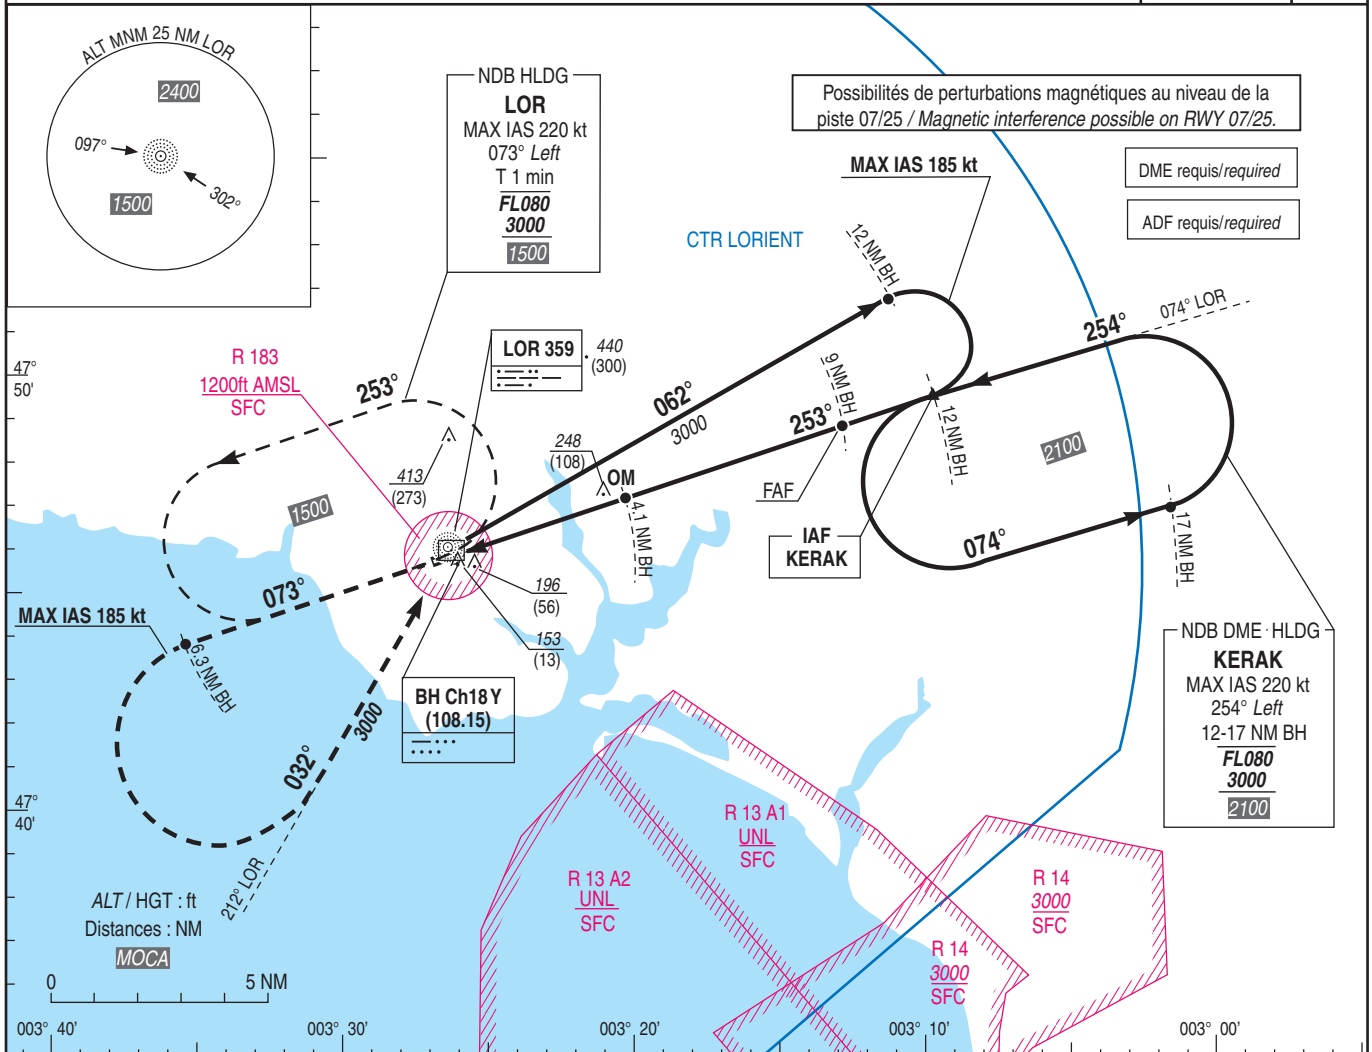 ALT MNM 25 NM LOR
2400
097°
302°
1500
NDB HLDG
LOR
MAX IAS 220 kt
073° Left
T 1 min
FL080
3000
1500
Possibilités de perturbations magnétiques au niveau de la
piste 07/25 / Magnetic interference possible on RWY 07/25.
DME requis/required
ADF requis/required
MAX IAS 185 kt
CTR LORIENT
12 NM BH
074° LOR
254°
LOR 359
440
(300)
R 183
1200ft AMSL
SFC
47°
50'
253°
062°
3000
9 NM BH
253°
12 NM BH
2100
413
(273)
248
(108)
OM
4.1 NM BH
FAF
1500
IAF
KERAK
074°
17 NM BH
073°
196
(56)
153
(13)
MAX IAS 185 kt
6.3 NM BH
BH Ch18Y
(108.15)
3000
032°
212° LOR
NDB DME HLDG
KERAK
MAX IAS 220 kt
254° Left
12-17 NM BH
FL080
3000
2100
47°
40'
R 13 A1
UNL
SFC
R 13 A2
UNL
SFC
R 14
3000
SFC
R 14
3000
SFC
ALT / HGT : ft
Distances : NM
MOCA
0
5 NM
003° 40'
003° 30'
003° 20'
003° 10'
003° 00'